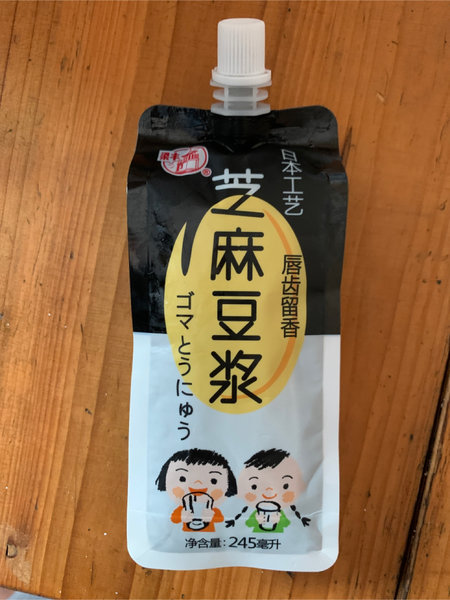 ®
日本工艺
芝麻豆浆
唇齿留香
ゴマとうにゅう
净含量: 245毫升